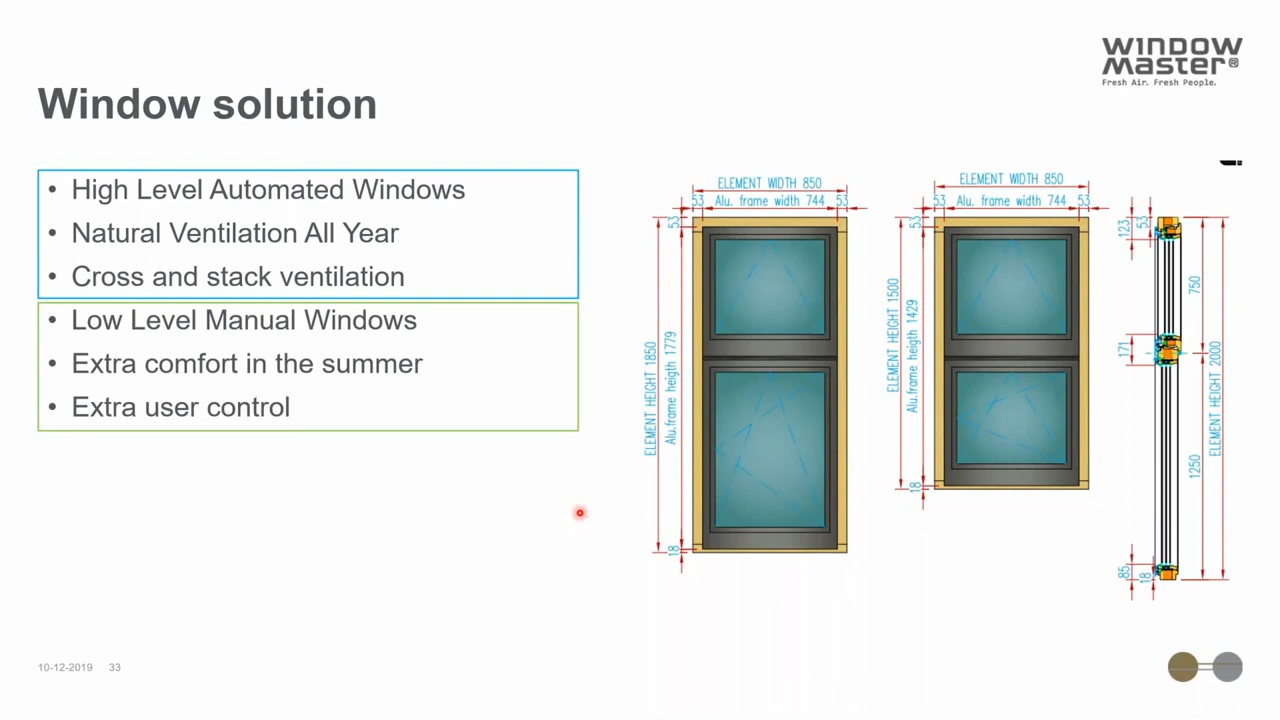 WINDOW
MASTER®
Fresh Air. Fresh People.
Window solution
• High Level Automated Windows
• Natural Ventilation All Year
• Cross and stack ventilation
• Low Level Manual Windows
• Extra comfort in the summer
• Extra user control
ELEMENT WIDTH 850
53 Alu. frame width 744 53
53
ELEMENT HEIGHT 1850
Alu.frame heigth 1779
18
ELEMENT WIDTH 850
53 Alu. frame width 744 53
53
ELEMENT HEIGHT 1500
Alu.frame heigth 1429
18
123
53
750
171
ELEMENT HEIGHT 2000
1250
85
18
10-12-2019 33